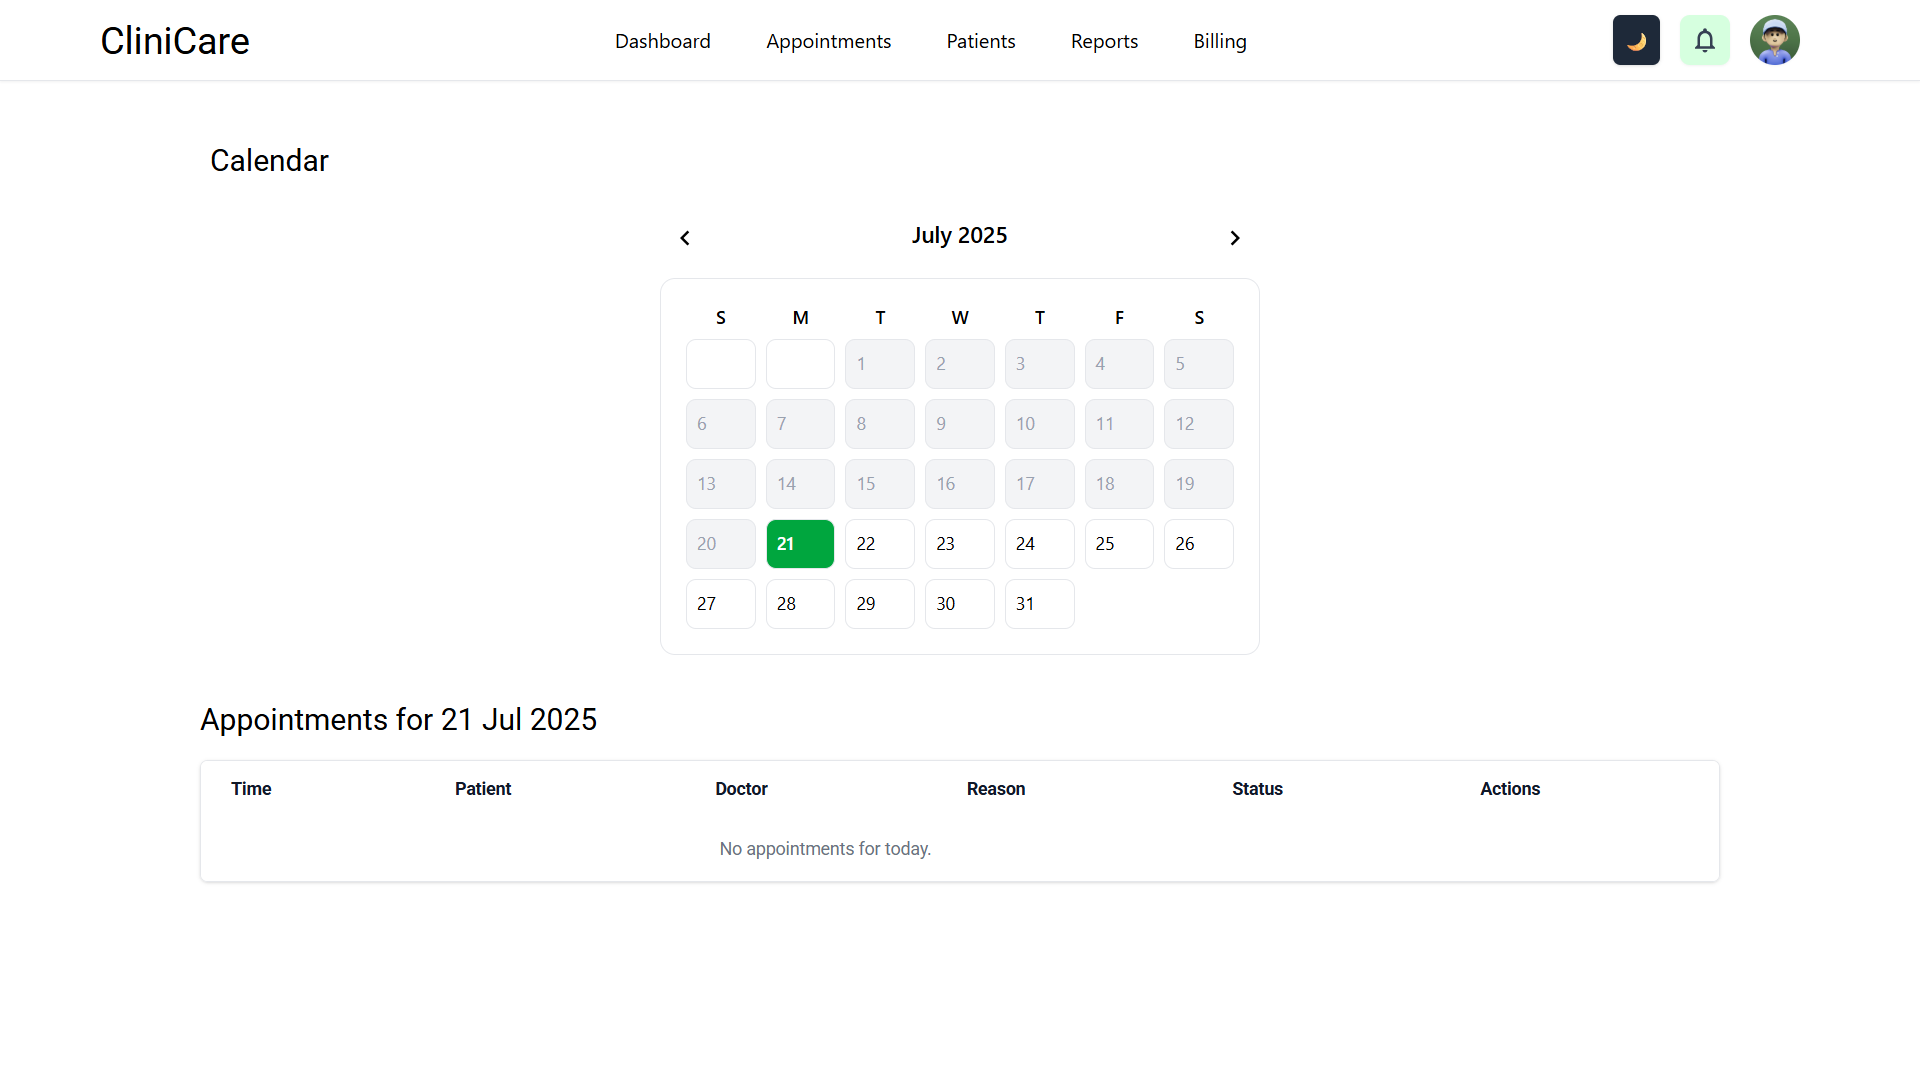 CliniCare
Dashboard Appointments Patients Reports Billing
Calendar
July 2025
S M T W T F S
1 2 3 4 5
6 7 8 9 10 11 12
13 14 15 16 17 18 19
20 21 22 23 24 25 26
27 28 29 30 31
Appointments for 21 Jul 2025
Time Patient Doctor Reason Status Actions
No appointments for today.